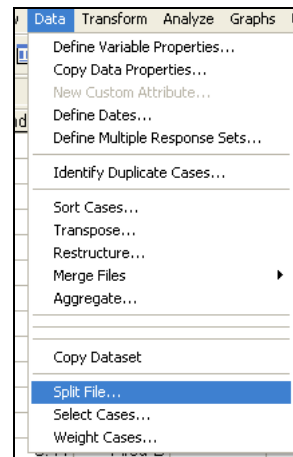 Data Transform Analyze Graphs
Define Variable Properties...
Copy Data Properties...
New Custom Attribute...
Define Dates...
Define Multiple Response Sets...
Identify Duplicate Cases...
Sort Cases...
Transpose...
Restructure...
Merge Files
Aggregate...
Copy Dataset
Split File...
Select Cases...
Weight Cases...